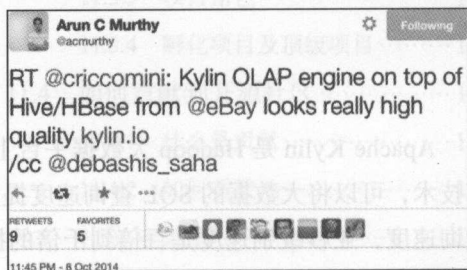 Arun C Murthy
@acmurthy
Following
RT @criccomini: Kylin OLAP engine on top of
Hive/HBase from @eBay looks really high
quality kylin.io
/cc @debashis_saha
RETWEETS FAVORITES
9 5
11:45 PM - 8 Oct 2014